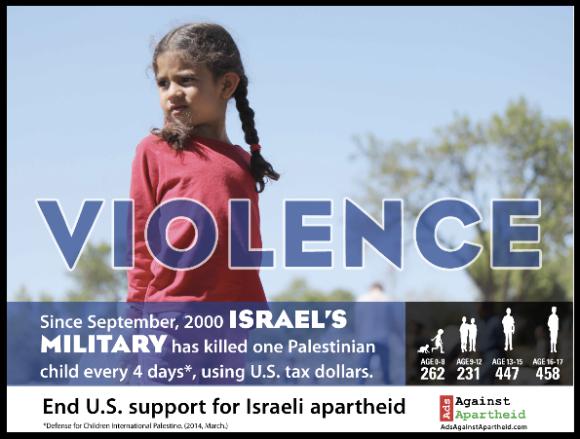 VIOLENCE
Since September, 2000 ISRAEL'S
MILITARY has killed one Palestinian
child every 4 days*, using U.S. tax dollars.
AGE 0-8 AGE 9-12 AGE 13-15 AGE 16-17
262 231 447 458
End U.S. support for Israeli apartheid
*Defense for Children International Palestine. (2014, March.)
Ads Against
Apartheid
AdsAgainstApartheid.com